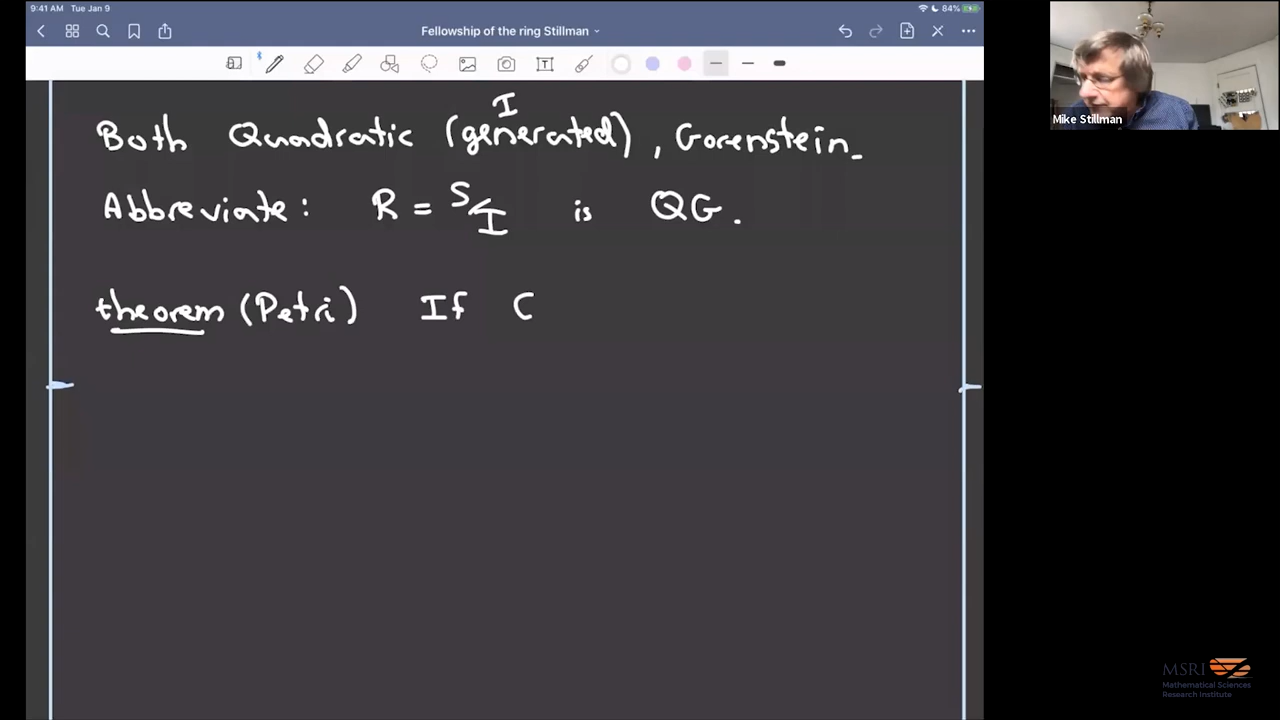 9:41 AM Tue Jan 9
84%
Fellowship of the ring Stillman
T
I
Both Quadratic (generated), Gorenstein.
Abbreviate: R = S/I is QG.
theorem (Petri) If C
Mike Stillman
MSRI
Mathematical Sciences
Research Institute